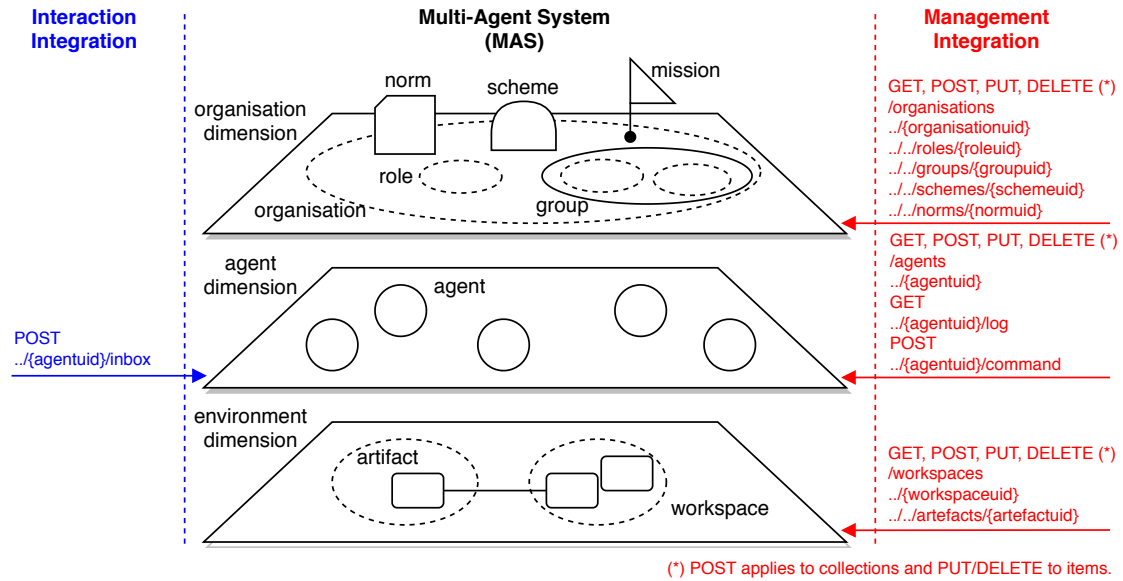 Interaction
Integration
Multi-Agent System
(MAS)
Management
Integration
norm
scheme
mission
organisation
dimension
role
organisation
group
GET, POST, PUT, DELETE (*)
/organisations
../{organisationuid}
../../roles/{roleuid}
../../groups/{groupuid}
../../schemes/{schemeuid}
../../norms/{normuid}
agent
dimension
agent
GET, POST, PUT, DELETE (*)
/agents
../{agentuid}
GET
../{agentuid}/log
POST
../{agentuid}/command
POST
../{agentuid}/inbox
environment
dimension
artifact
workspace
GET, POST, PUT, DELETE (*)
/workspaces
../{workspaceuid}
../../artefacts/{artefactuid}
(*) POST applies to collections and PUT/DELETE to items.